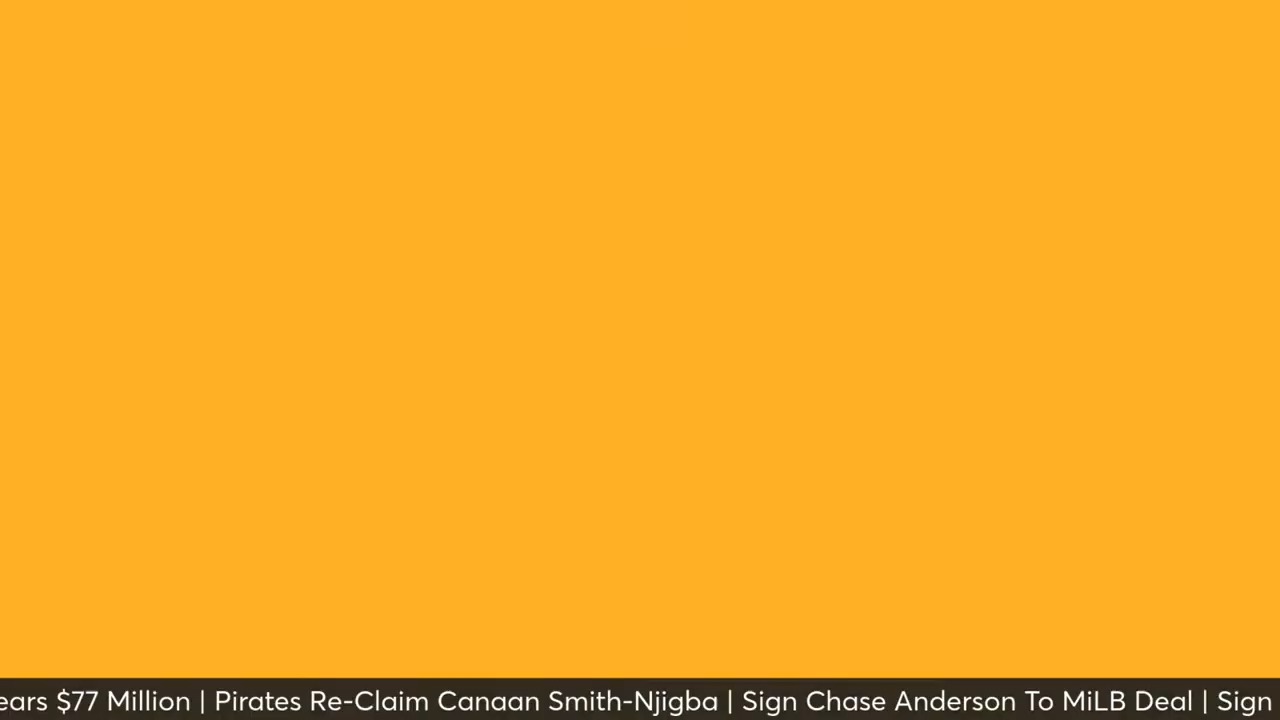 ears $77 Million | Pirates Re-Claim Canaan Smith-Njigba | Sign Chase Anderson To MiLB Deal | Sign